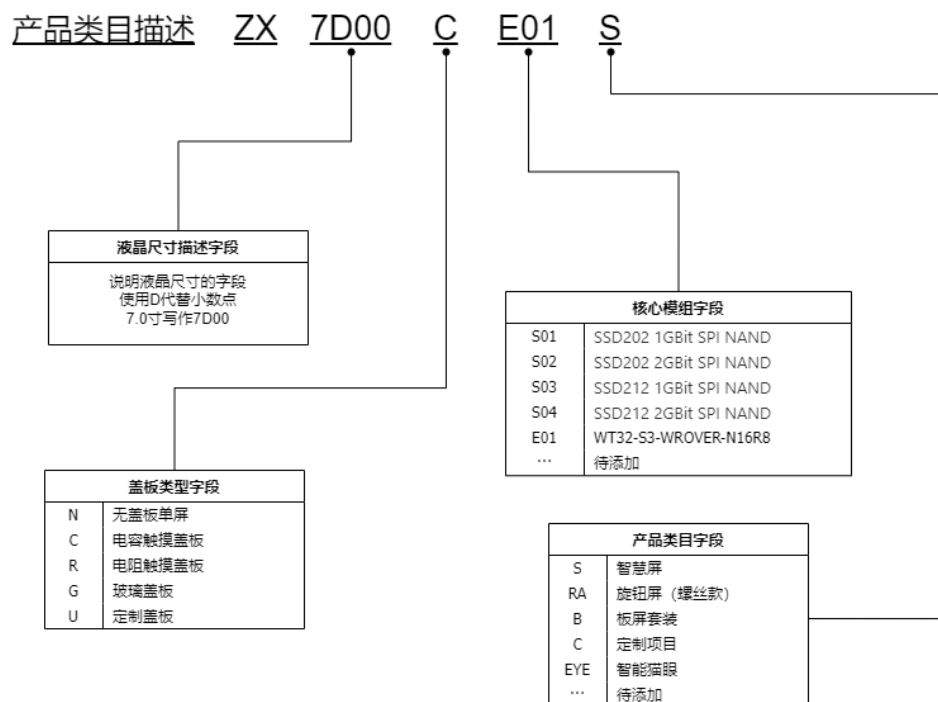 产品类目描述 ZX 7D00 C E01 S
液晶尺寸描述字段
说明液晶尺寸的字段
使用D代替小数点
7.0寸写作7D00
核心模组字段
S01 SSD202 1GBit SPI NAND
S02 SSD202 2GBit SPI NAND
S03 SSD212 1GBit SPI NAND
S04 SSD212 2GBit SPI NAND
E01 WT32-S3-WROVER-N16R8
... 待添加
盖板类型字段
N 无盖板单屏
C 电容触摸盖板
R 电阻触摸盖板
G 玻璃盖板
U 定制盖板
产品类目字段
S 智慧屏
RA 旋钮屏（螺丝款）
B 板屏套装
C 定制项目
EYE 智能猫眼
... 待添加